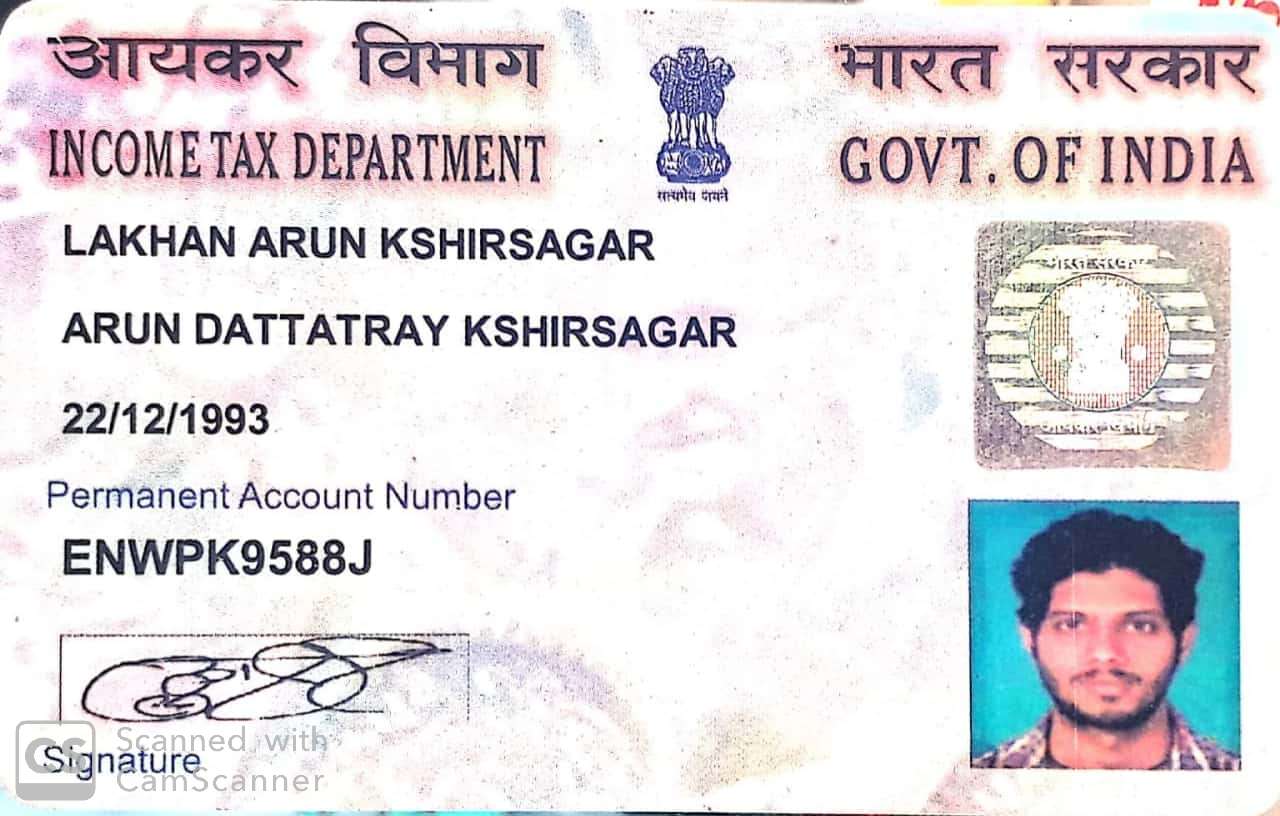 आयकर विभाग
INCOME TAX DEPARTMENT
सत्यमेव जयते
भारत सरकार
GOVT. OF INDIA
LAKHAN ARUN KSHIRSAGAR
ARUN DATTATRAY KSHIRSAGAR
22/12/1993
Permanent Account Number
ENWPK9588J
Signature
CS
Scanned with
CamScanner